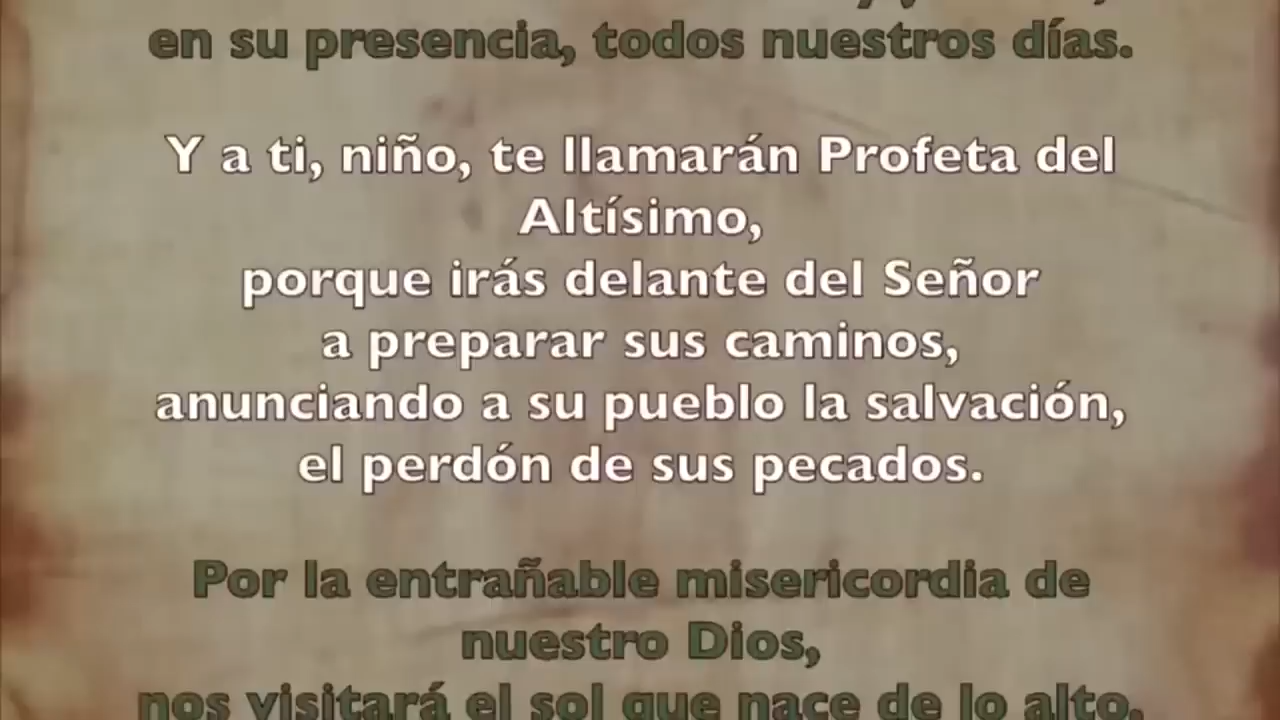 en su presencia, todos nuestros días.
Y a ti, niño, te llamarán Profeta del
Altísimo,
porque irás delante del Señor
a preparar sus caminos,
anunciando a su pueblo la salvación,
el perdón de sus pecados.
Por la entrañable misericordia de
nuestro Dios,
nos visitará el sol que nace de lo alto,